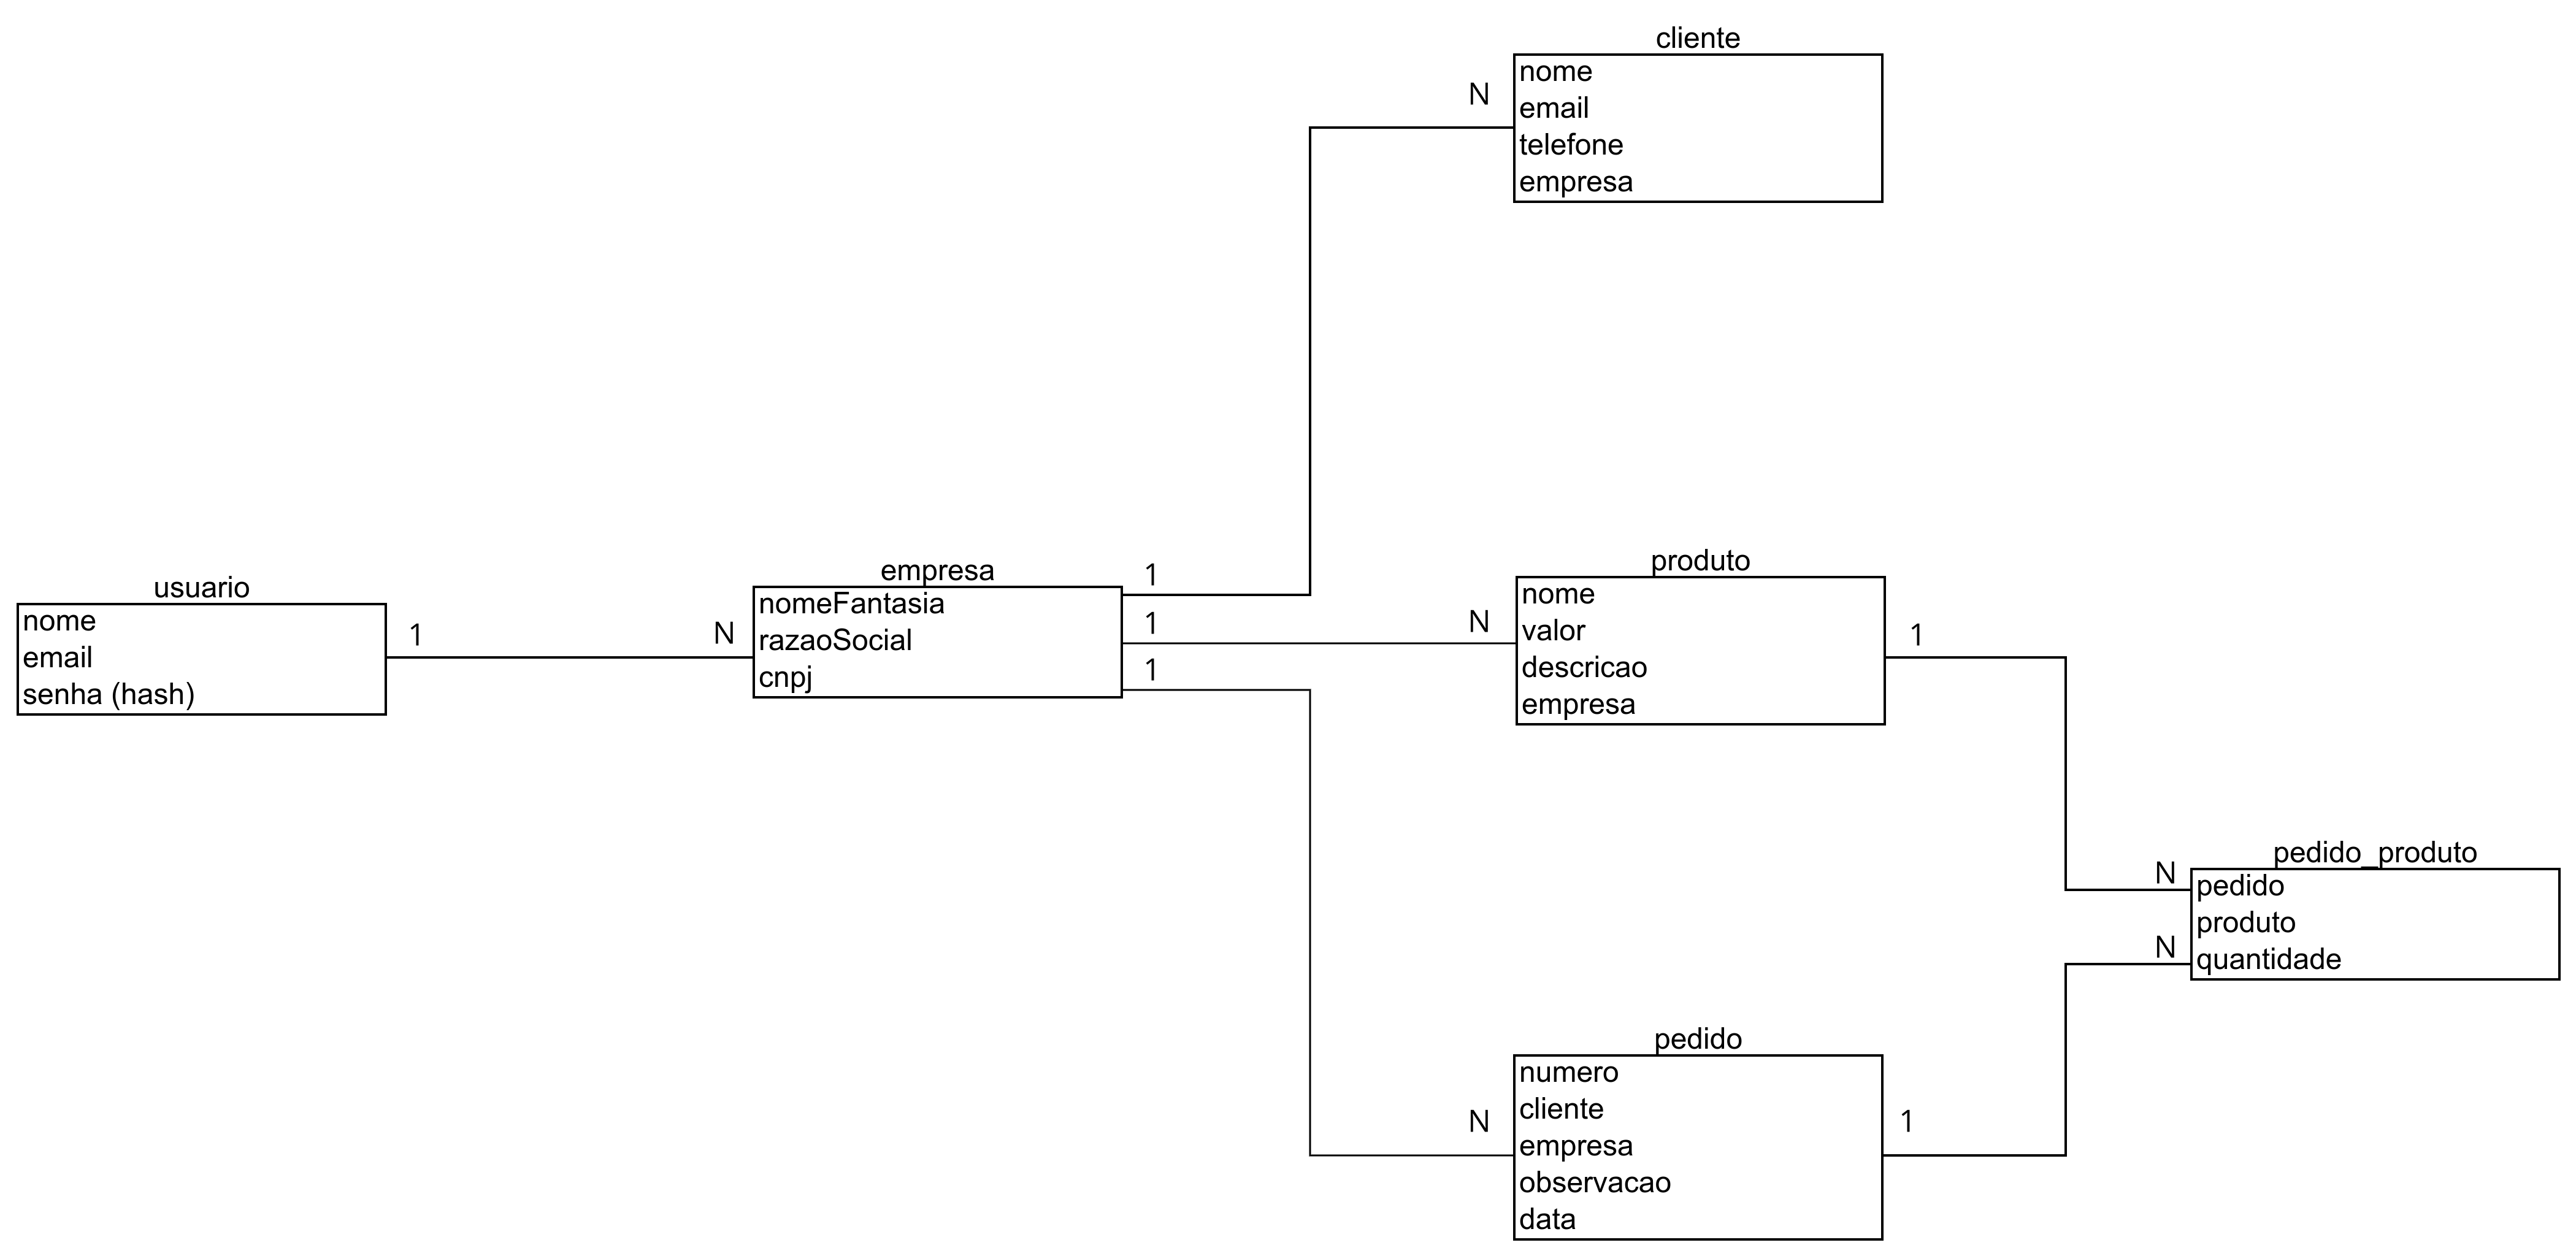 cliente
nome
email
telefone
empresa
N
usuario
nome
email
senha (hash)
1
N
empresa
nomeFantasia
razaoSocial
cnpj
1
1
1
N
produto
nome
valor
descricao
empresa
1
N
N
pedido_produto
pedido
produto
quantidade
N
pedido
numero
cliente
empresa
observacao
data
1